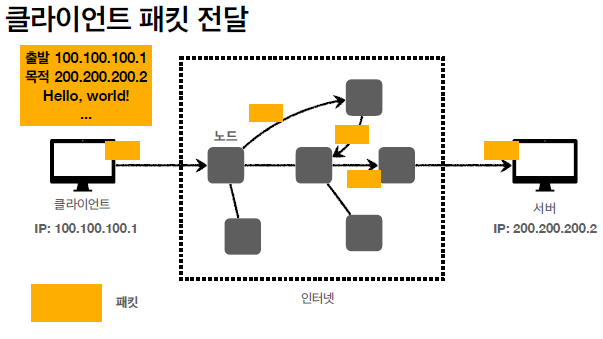 클라이언트 패킷 전달
출발 100.100.100.1
목적 200.200.200.2
Hello, world!
...
노드
클라이언트
IP: 100.100.100.1
서버
IP: 200.200.200.2
인터넷
패킷